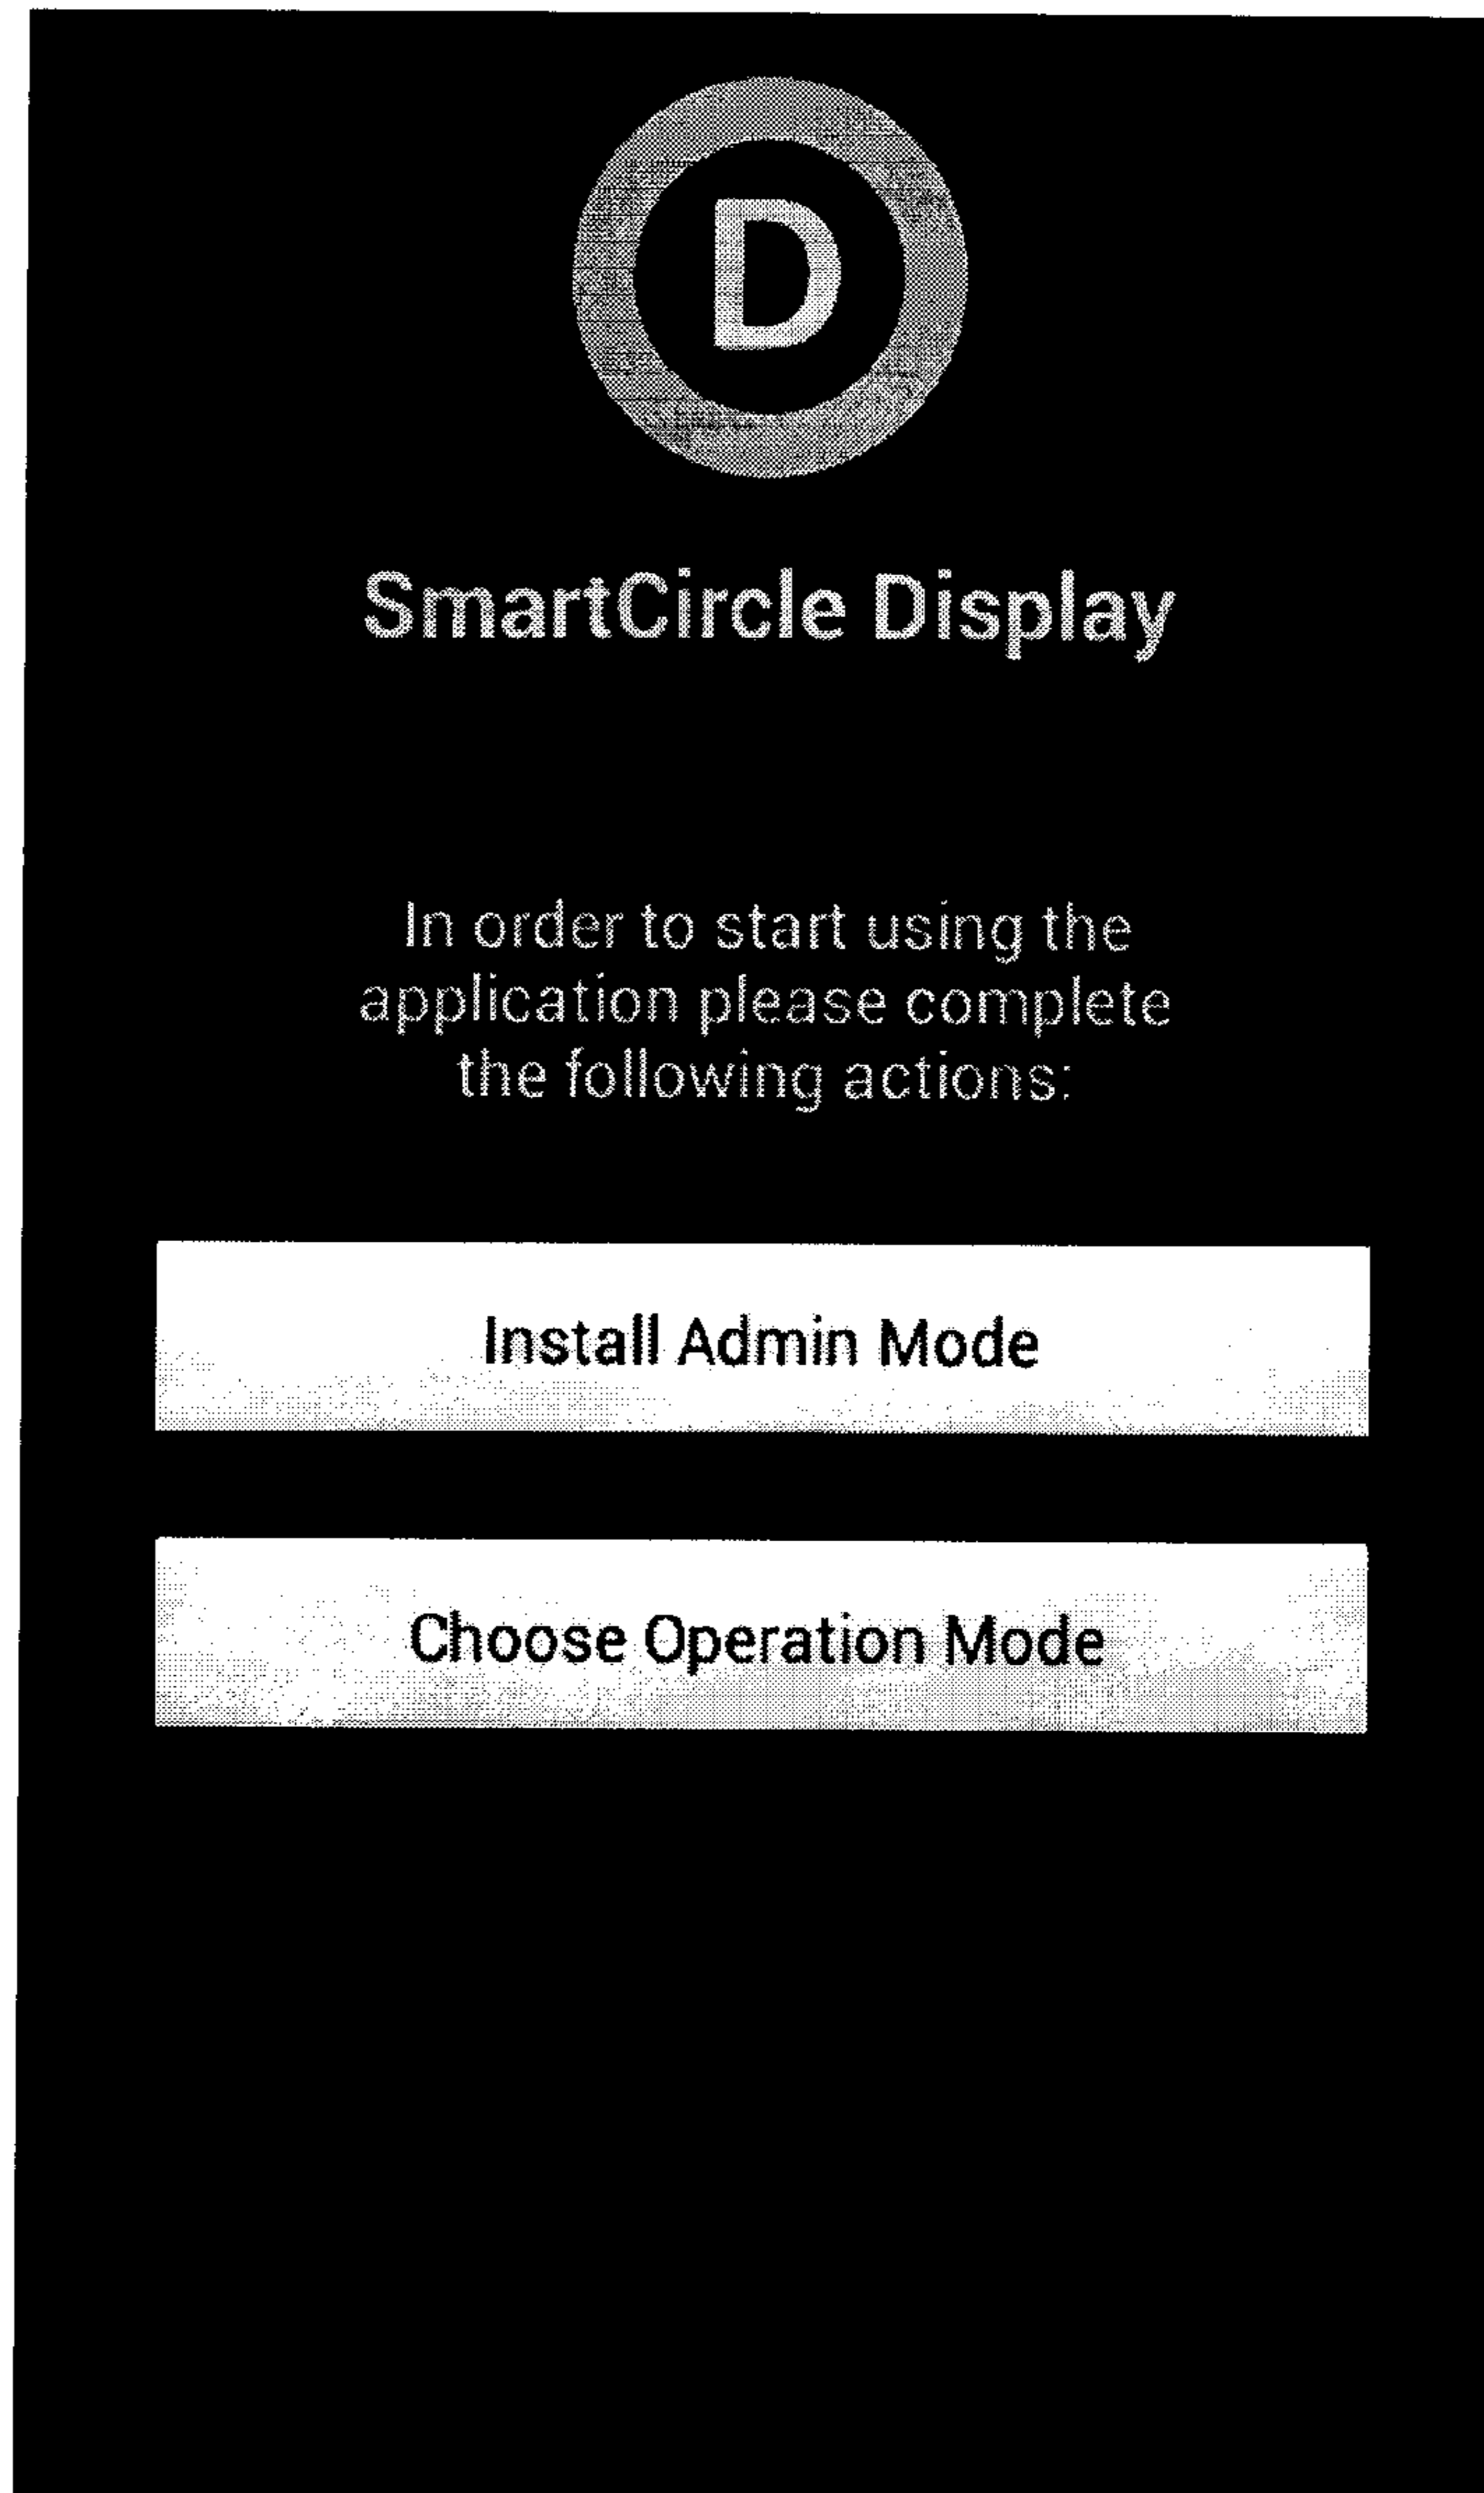 D
SmartCircle Display
In order to start using the
application please complete
the following actions:
Install Admin Mode
Choose Operation Mode